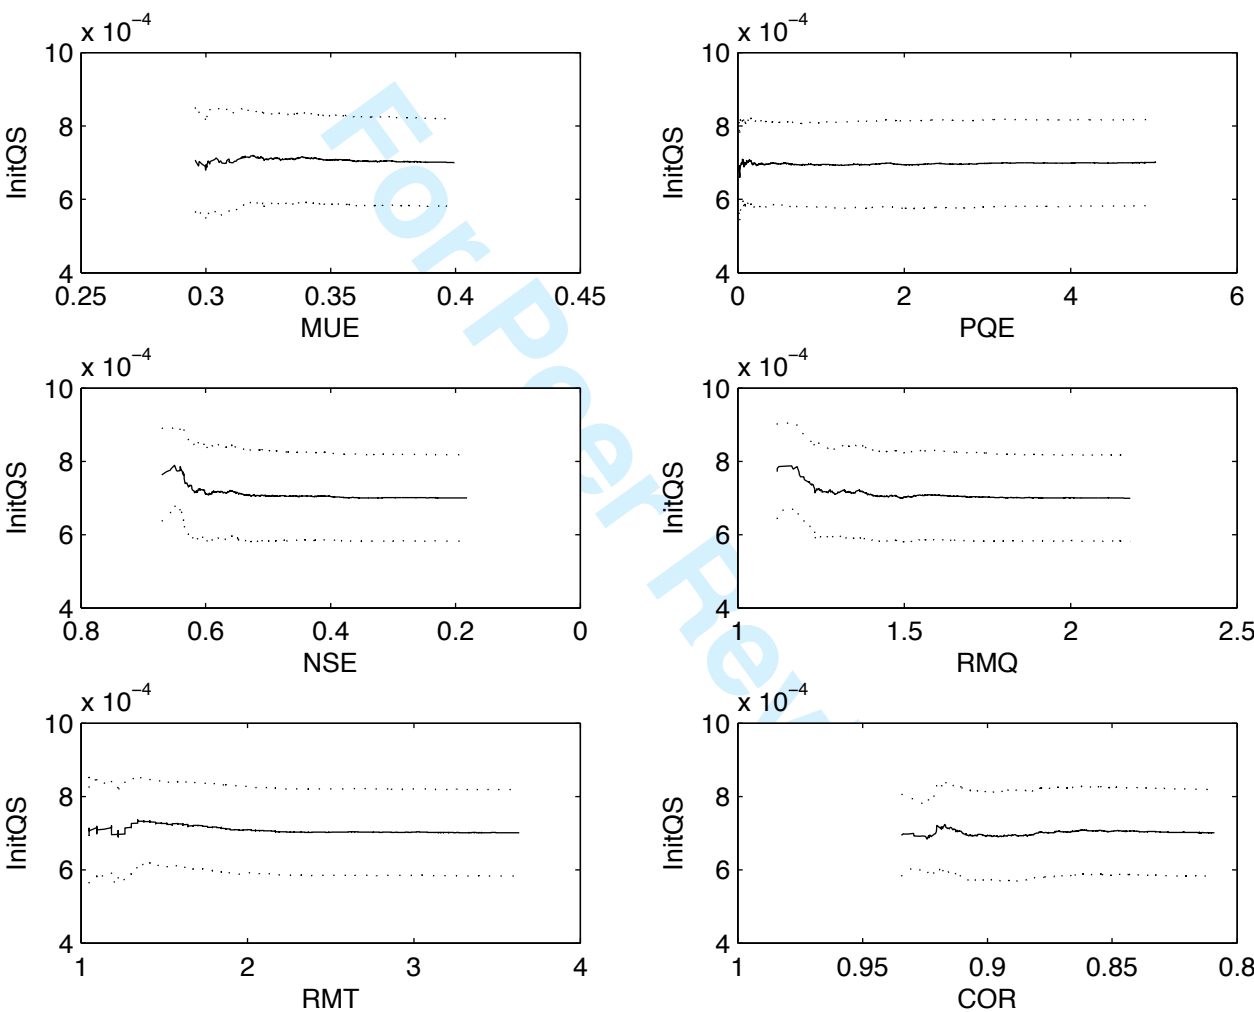 x 10−4
10
8
6
4
InitQS
0.25 0.3 0.35 0.4 0.45
MUE
x 10−4
10
8
6
4
InitQS
0 2 4 6
PQE
x 10−4
10
8
6
4
InitQS
0.8 0.6 0.4 0.2 0
NSE
x 10−4
10
8
6
4
InitQS
1 1.5 2 2.5
RMQ
x 10−4
10
8
6
4
InitQS
1 2 3 4
RMT
x 10−4
10
8
6
4
InitQS
1 0.95 0.9 0.85 0.8
COR
For Peer Rev